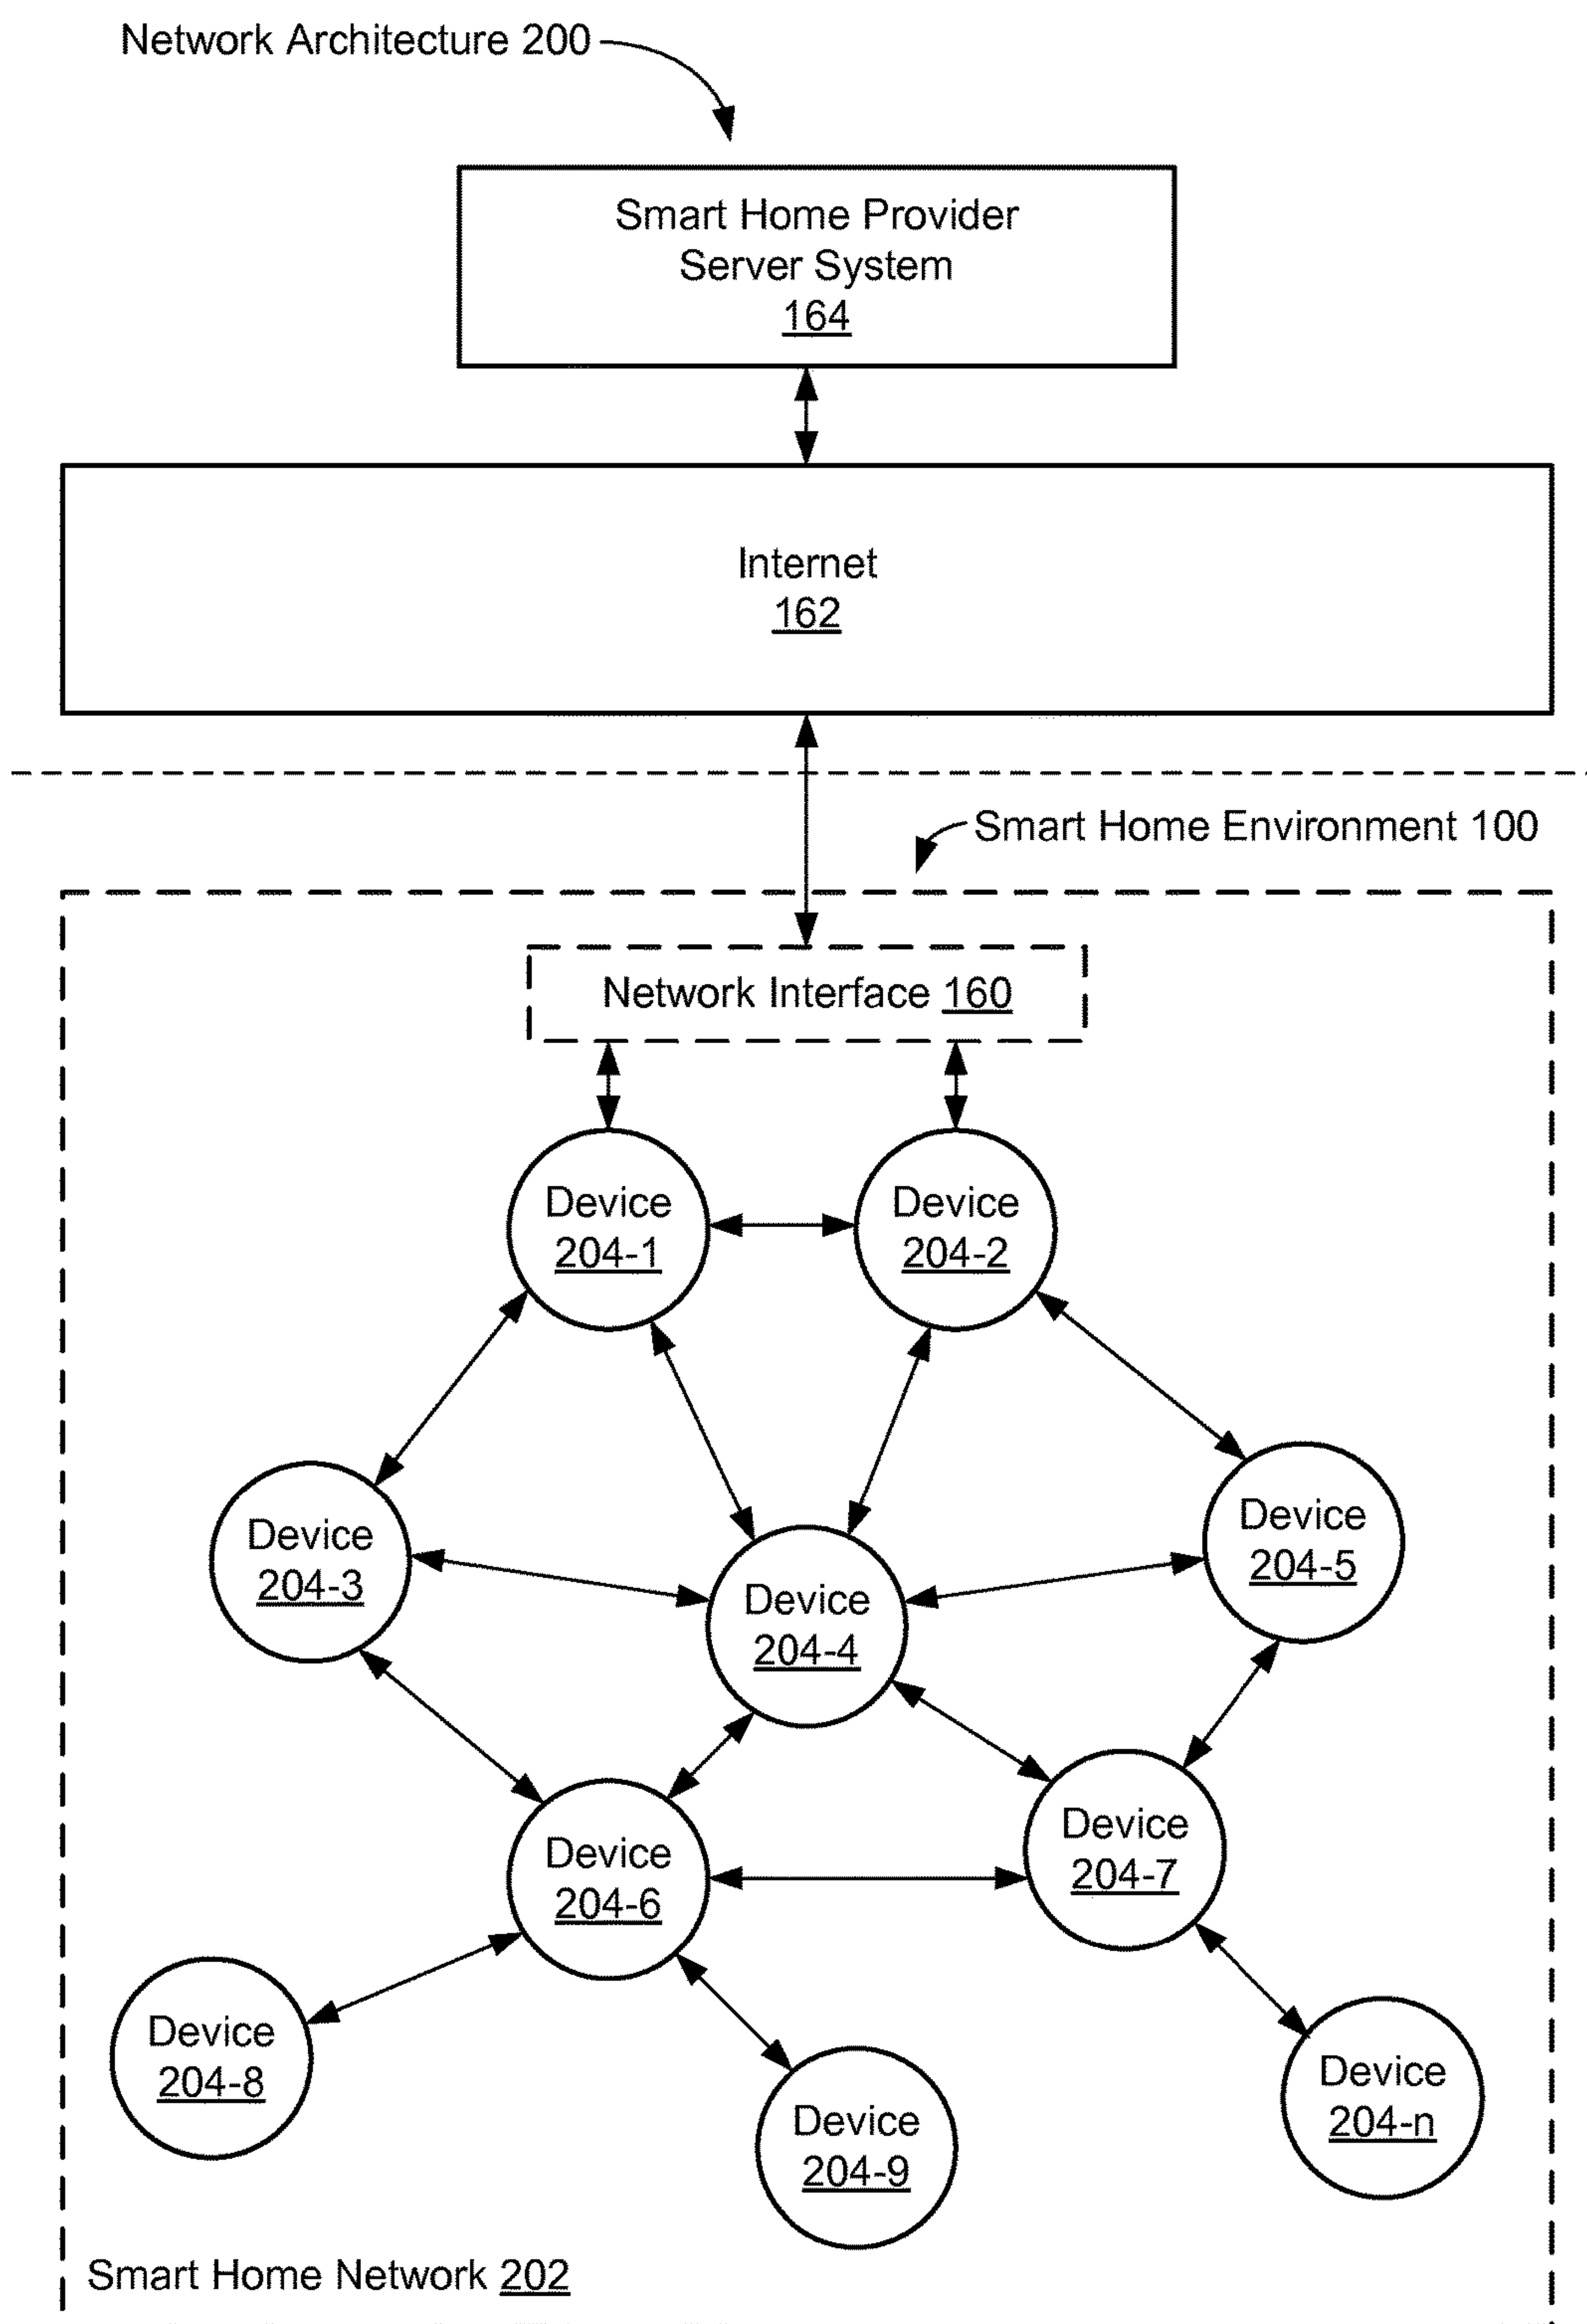 Network Architecture 200
Smart Home Provider
Server System
164
Internet
162
Smart Home Environment 100
Network Interface 160
Device
204-1
Device
204-2
Device
204-3
Device
204-4
Device
204-5
Device
204-6
Device
204-7
Device
204-8
Device
204-9
Device
204-n
Smart Home Network 202